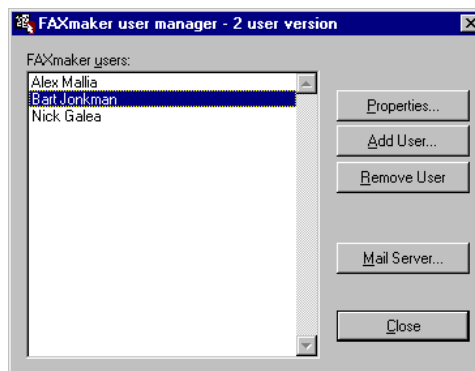 FAXmaker user manager - 2 user version
FAXmaker users:
Alex Mallia
Bart Jonkman
Nick Galea
Properties...
Add User...
Remove User
Mail Server...
Close